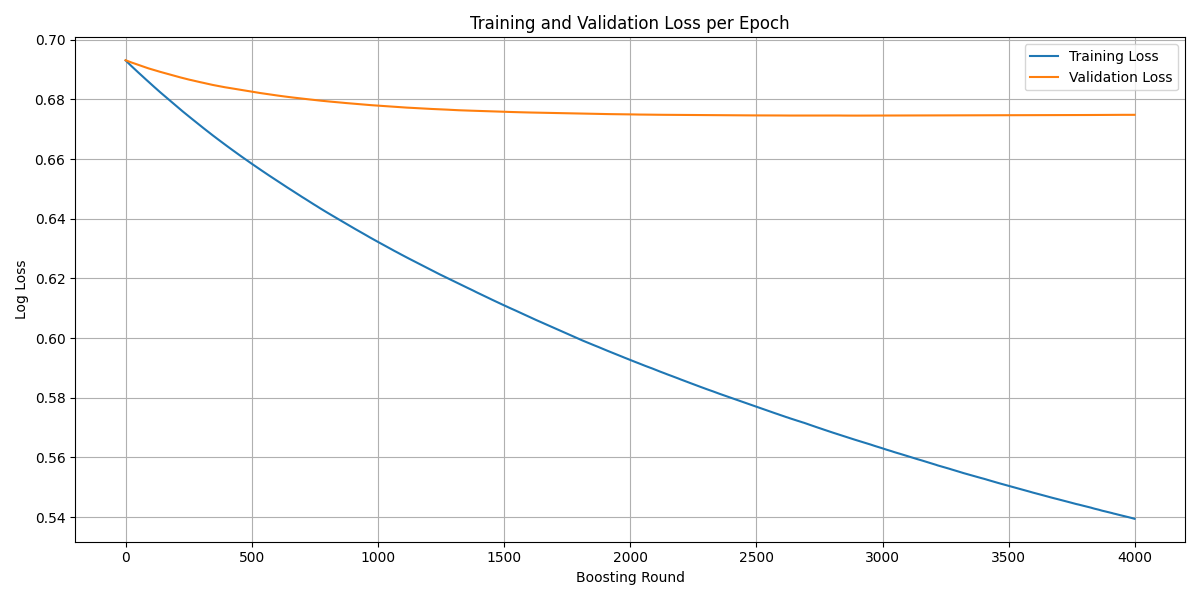 Training and Validation Loss per Epoch
0.70
0.68
0.66
0.64
0.62
0.60
0.58
0.56
0.54
Log Loss
Training Loss
Validation Loss
0 500 1000 1500 2000 2500 3000 3500 4000
Boosting Round